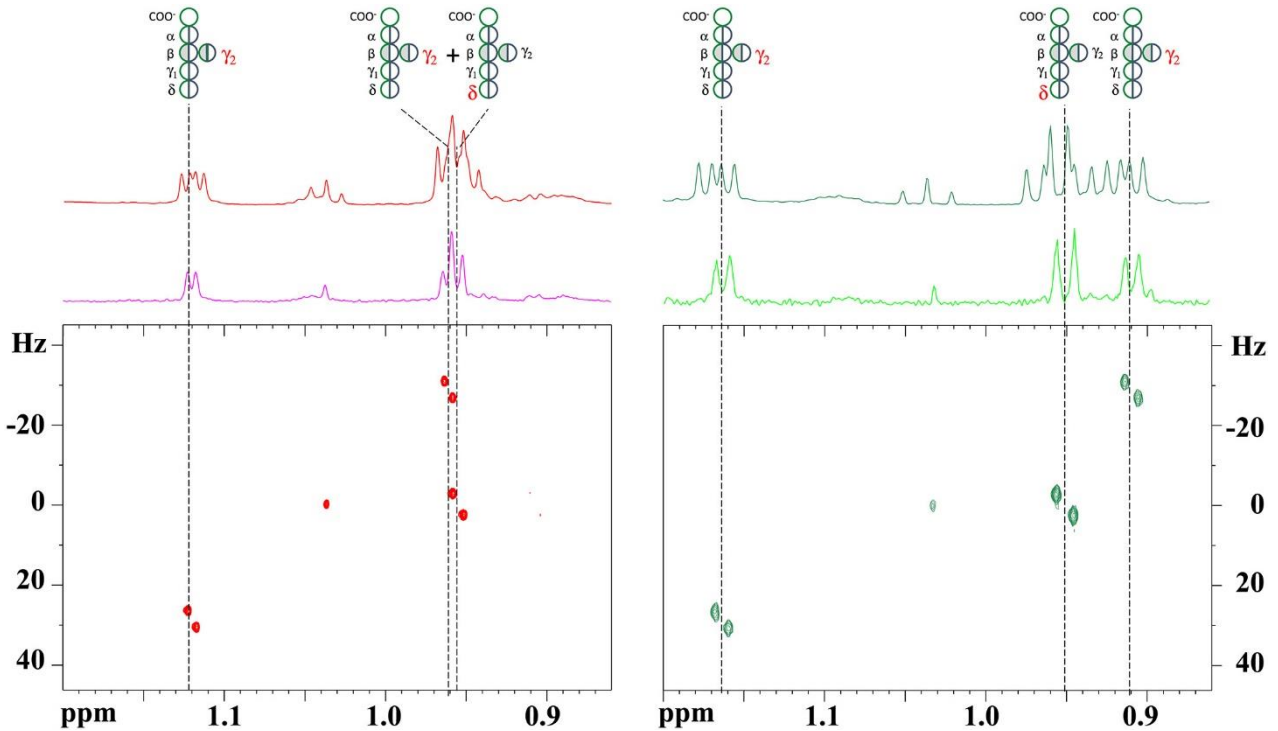 COO-
α
β γ₂
γ₁
δ
COO-
α
β γ₂
γ₁
δ
+
COO-
α
β γ₂
γ₁
δ
COO-
α
β γ₂
γ₁
δ
COO-
α
β γ₂
γ₁
δ
COO-
α
β γ₂
γ₁
δ
Hz
-20
0
20
40
ppm 1.1 1.0 0.9
Hz
-20
0
20
40
ppm 1.1 1.0 0.9